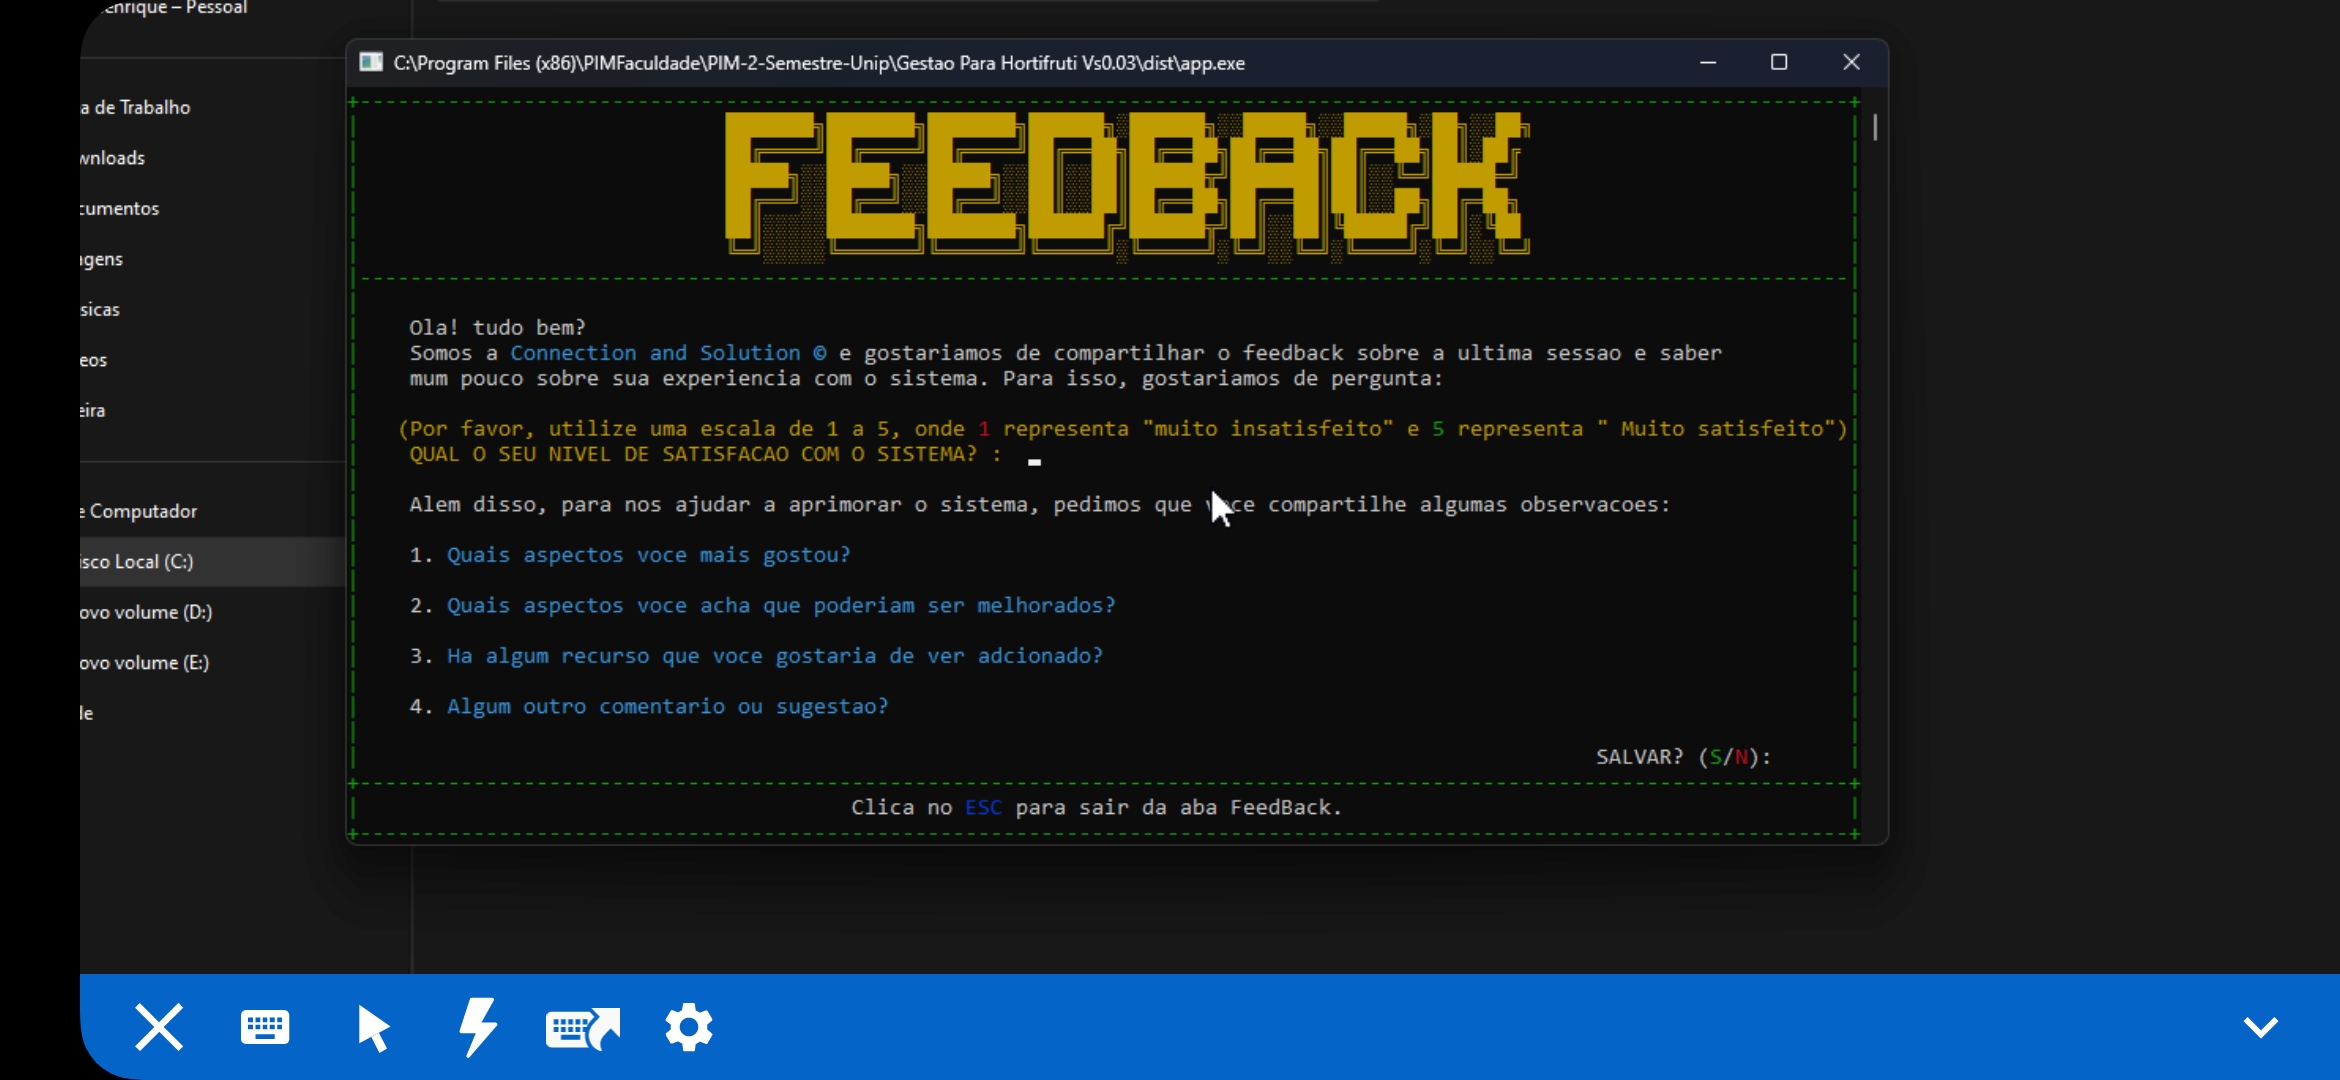 enrique – Pessoal
a de Trabalho
wnloads
cumentos
agens
sicas
eos
eira
e Computador
isco Local (C:)
ovo volume (D:)
ovo volume (E:)
de
C:\Program Files (x86)\PIMFaculdade\PIM-2-Semestre-Unip\Gestao Para Hortifruti Vs0.03\dist\app.exe
FEEDBACK
Ola! tudo bem?
Somos a Connection and Solution © e gostariamos de compartilhar o feedback sobre a ultima sessao e saber
mum pouco sobre sua experiencia com o sistema. Para isso, gostariamos de pergunta:
(Por favor, utilize uma escala de 1 a 5, onde 1 representa "muito insatisfeito" e 5 representa " Muito satisfeito")
QUAL O SEU NIVEL DE SATISFACAO COM O SISTEMA? :
Alem disso, para nos ajudar a aprimorar o sistema, pedimos que voce compartilhe algumas observacoes:
1. Quais aspectos voce mais gostou?
2. Quais aspectos voce acha que poderiam ser melhorados?
3. Ha algum recurso que voce gostaria de ver adcionado?
4. Algum outro comentario ou sugestao?
SALVAR? (S/N):
Clica no ESC para sair da aba FeedBack.